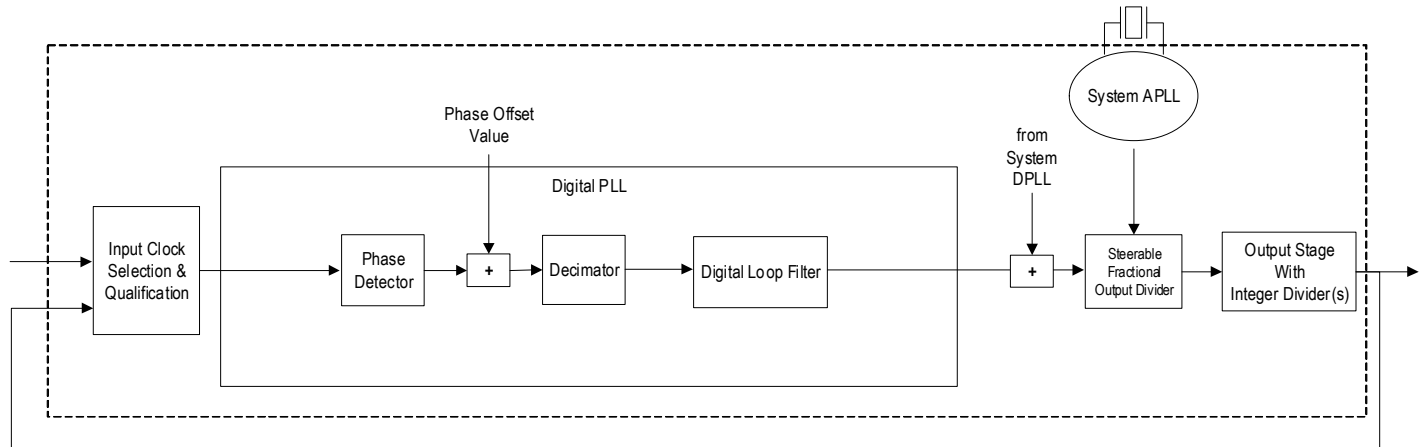 System APLL
Phase Offset
Value
from
System
DPLL
Digital PLL
Input Clock
Selection &
Qualification
Phase
Detector
+
Decimator
Digital Loop Filter
+
Steerable
Fractional
Output Divider
Output Stage
With
Integer Divider(s)